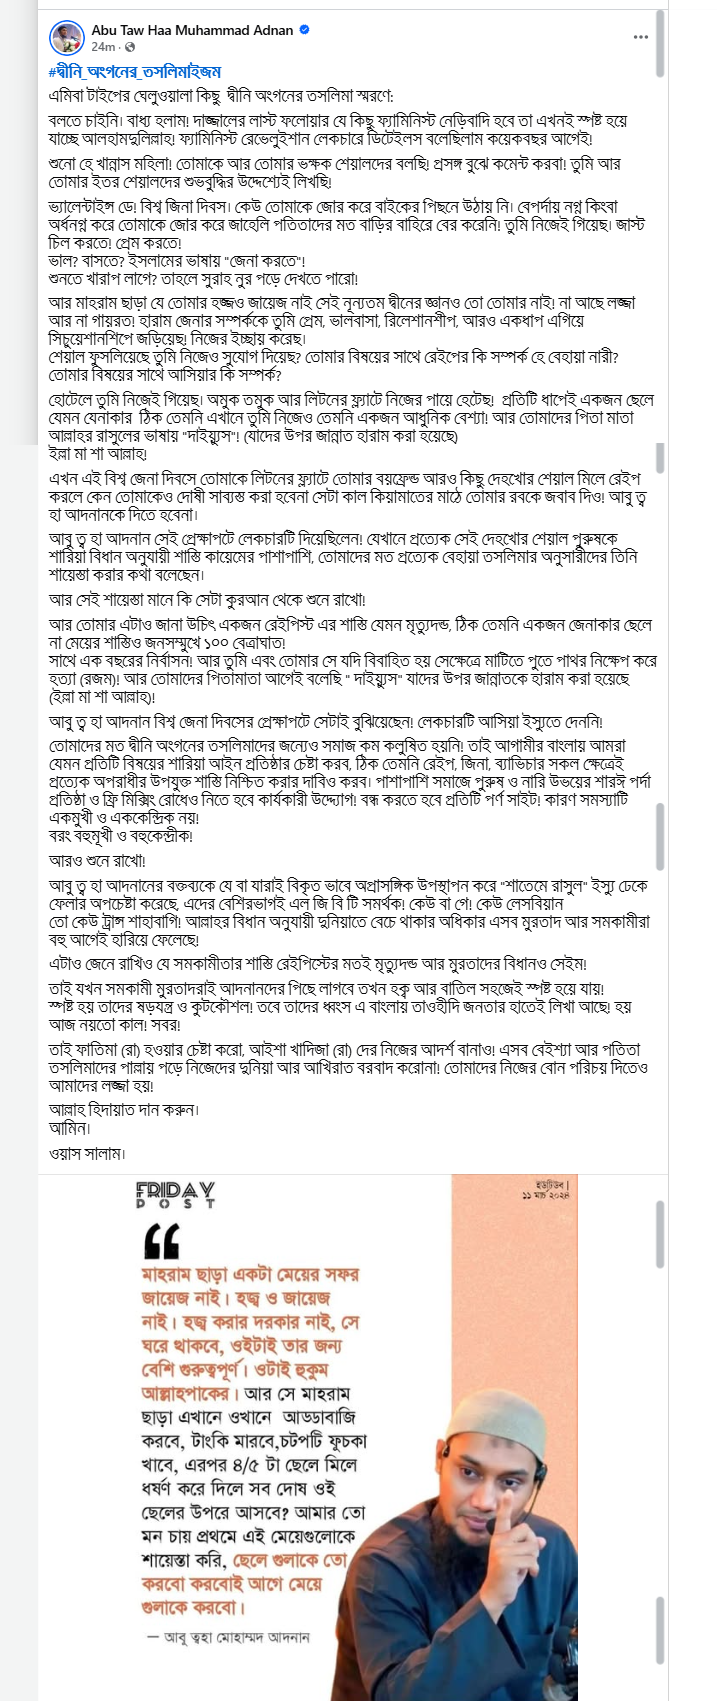 Abu Taw Haa Muhammad Adnan
24m
#দ্বীনি_অংগনের_তসলিমাইজম
এমিবা টাইপের ঘেলুওয়ালা কিছু দ্বীনি অংগনের তসলিমা স্মরণে:
বলতে চাইনি। বাধ্য হলাম! দাজ্জালের লাস্ট ফলোয়ার যে কিছু ফ্যামিনিস্ট নেড়িবাদি হবে তা এখনই স্পষ্ট হয়ে
যাচ্ছে আলহামদুলিল্লাহ! ফ্যামিনিস্ট রেভেলুইশান লেকচারে ডিটেইলস বলেছিলাম কয়েকবছর আগেই!
শুনো হে খান্নাস মহিলা! তোমাকে আর তোমার ভক্ষক শেয়ালদের বলছি! প্রসঙ্গ বুঝে কমেন্ট করবা! তুমি আর
তোমার ইতর শেয়ালদের শুভবুদ্ধির উদ্দেশ্যেই লিখছি!
ভ্যালেন্টাইন্স ডে! বিশ্ব জিনা দিবস। কেউ তোমাকে জোর করে বাইকের পিছনে উঠায় নি। বেপর্দায় নগ্ন কিংবা
অর্ধনগ্ন করে তোমাকে জোর করে জাহেলি পতিতাদের মত বাড়ির বাহিরে বের করেনি! তুমি নিজেই গিয়েছ। জাস্ট
চিল করতে! প্রেম করতে!
ভাল? বাসতে? ইসলামের ভাষায় "জেনা করতে"!
শুনতে খারাপ লাগে? তাহলে সুরাহ নুর পড়ে দেখতে পারো!
আর মাহরাম ছাড়া যে তোমার হজ্জও জায়েজ নাই সেই নূন্যতম দ্বীনের জ্ঞানও তো তোমার নাই! না আছে লজ্জা
আর না গায়রত! হারাম জেনার সম্পর্ককে তুমি প্রেম, ভালবাসা, রিলেশানশীপ, আরও একধাপ এগিয়ে
সিচুয়েশানশিপে জড়িয়েছ! নিজের ইচ্ছায় করেছ।
শেয়াল ফুসলিয়েছে তুমি নিজেও সুযোগ দিয়েছ? তোমার বিষয়ের সাথে রেইপের কি সম্পর্ক হে বেহায়া নারী?
তোমার বিষয়ের সাথে আসিয়ার কি সম্পর্ক?
হোটেলে তুমি নিজেই গিয়েছ। অমুক তমুক আর লিটনের ফ্ল্যাটে নিজের পায়ে হেটেছ! প্রতিটি ধাপেই একজন ছেলে
যেমন যেনাকার ঠিক তেমনি এখানে তুমি নিজেও তেমনি একজন আধুনিক বেশ্যা! আর তোমাদের পিতা মাতা
আল্লাহর রাসুলের ভাষায় "দাইয়্যুস"! (যাদের উপর জান্নাত হারাম করা হয়েছে)
ইল্লা মা শা আল্লাহ!
এখন এই বিশ্ব জেনা দিবসে তোমাকে লিটনের ফ্ল্যাটে তোমার বয়ফ্রেন্ড আরও কিছু দেহখোর শেয়াল মিলে রেইপ
করলে কেন তোমাকেও দোষী সাব্যস্ত করা হবেনা সেটা কাল কিয়ামাতের মাঠে তোমার রবকে জবাব দিও! আবু ত্ব
হা আদনানকে দিতে হবেনা।
আবু ত্ব হা আদনান সেই প্রেক্ষাপটে লেকচারটি দিয়েছিলেন! যেখানে প্রত্যেক সেই দেহখোর শেয়াল পুরুষকে
শারিয়া বিধান অনুযায়ী শাস্তি কায়েমের পাশাপাশি, তোমাদের মত প্রত্যেক বেহায়া তসলিমার অনুসারীদের তিনি
শায়েস্তা করার কথা বলেছেন।
আর সেই শায়েস্তা মানে কি সেটা কুরআন থেকে শুনে রাখো!
আর তোমার এটাও জানা উচিৎ একজন রেইপিস্ট এর শাস্তি যেমন মৃত্যুদন্ড, ঠিক তেমনি একজন জেনাকার ছেলে
না মেয়ের শাস্তিও জনসম্মুখে ১০০ বেত্রাঘাত!
সাথে এক বছরের নির্বাসন! আর তুমি এবং তোমার সে যদি বিবাহিত হয় সেক্ষেত্রে মাটিতে পুতে পাথর নিক্ষেপ করে
হত্যা (রজম)! আর তোমাদের পিতামাতা আগেই বলেছি " দাইয়্যুস" যাদের উপর জান্নাতকে হারাম করা হয়েছে
(ইল্লা মা শা আল্লাহ)!
আবু ত্ব হা আদনান বিশ্ব জেনা দিবসের প্রেক্ষাপটে সেটাই বুঝিয়েছেন! লেকচারটি আসিয়া ইস্যুতে দেননি!
তোমাদের মত দ্বীনি অংগনের তসলিমাদের জন্যেও সমাজ কম কলুষিত হয়নি! তাই আগামীর বাংলায় আমরা
যেমন প্রতিটি বিষয়ের শারিয়া আইন প্রতিষ্ঠার চেষ্টা করব, ঠিক তেমনি রেইপ, জিনা, ব্যাভিচার সকল ক্ষেত্রেই
প্রত্যেক অপরাধীর উপযুক্ত শাস্তি নিশ্চিত করার দাবিও করব। পাশাপাশি সমাজে পুরুষ ও নারি উভয়ের শারঈ পর্দা
প্রতিষ্ঠা ও ফ্রি মিক্সিং রোধেও নিতে হবে কার্যকারী উদ্দ্যোগ! বন্ধ করতে হবে প্রতিটি পর্ণ সাইট! কারণ সমস্যাটি
একমুখী ও এককেন্দ্রিক নয়!
বরং বহুমূখী ও বহুকেন্দ্রীক!
আরও শুনে রাখো!
আবু ত্ব হা আদনানের বক্তব্যকে যে বা যারাই বিকৃত ভাবে অপ্রাসঙ্গিক উপস্থাপন করে "শাতেমে রাসুল" ইস্যু ঢেকে
ফেলার অপচেষ্টা করেছে, এদের বেশিরভাগই এল জি বি টি সমর্থক! কেউ বা গে! কেউ লেসবিয়ান
তো কেউ ট্রান্স শাহাবাগি! আল্লাহর বিধান অনুযায়ী দুনিয়াতে বেচে থাকার অধিকার এসব মুরতাদ আর সমকামীরা
বহু আগেই হারিয়ে ফেলেছে!
এটাও জেনে রাখিও যে সমকামীতার শাস্তি রেইপিস্টের মতই মৃত্যুদন্ড আর মুরতাদের বিধানও সেইম!
তাই যখন সমকামী মুরতাদরাই আদনানদের পিছে লাগবে তখন হক্ব আর বাতিল সহজেই স্পষ্ট হয়ে যায়!
স্পষ্ট হয় তাদের ষড়যন্ত্র ও কুটকৌশল! তবে তাদের ধ্বংস এ বাংলায় তাওহীদি জনতার হাতেই লিখা আছে! হয়
আজ নয়তো কাল! সবর!
তাই ফাতিমা (রা) হওয়ার চেষ্টা করো, আইশা খাদিজা (রা) দের নিজের আদর্শ বানাও! এসব বেইশ্যা আর পতিতা
তসলিমাদের পাল্লায় পড়ে নিজেদের দুনিয়া আর আখিরাত বরবাদ করোনা! তোমাদের নিজের বোন পরিচয় দিতেও
আমাদের লজ্জা হয়!
আল্লাহ হিদায়াত দান করুন।
আমিন।
ওয়াস সালাম।
FRIDAY
POST
ইউটিউব |
১১ মার্চ ২০২৪
মাহরাম ছাড়া একটা মেয়ের সফর
জায়েজ নাই। হজ্ব ও জায়েজ
নাই। হজ্ব করার দরকার নাই, সে
ঘরে থাকবে, ওইটাই তার জন্য
বেশি গুরুত্বপূর্ণ। ওটাই হুকুম
আল্লাহপাকের। আর সে মাহরাম
ছাড়া এখানে ওখানে আড্ডাবাজি
করবে, টাংকি মারবে,চটপটি ফুচকা
খাবে, এরপর ৪/৫ টা ছেলে মিলে
ধর্ষণ করে দিলে সব দোষ ওই
ছেলের উপরে আসবে? আমার তো
মন চায় প্রথমে এই মেয়েগুলোকে
শায়েস্তা করি, ছেলে গুলাকে তো
করবো করবোই আগে মেয়ে
গুলাকে করবো।
— আবু ত্বহা মোহাম্মদ আদনান